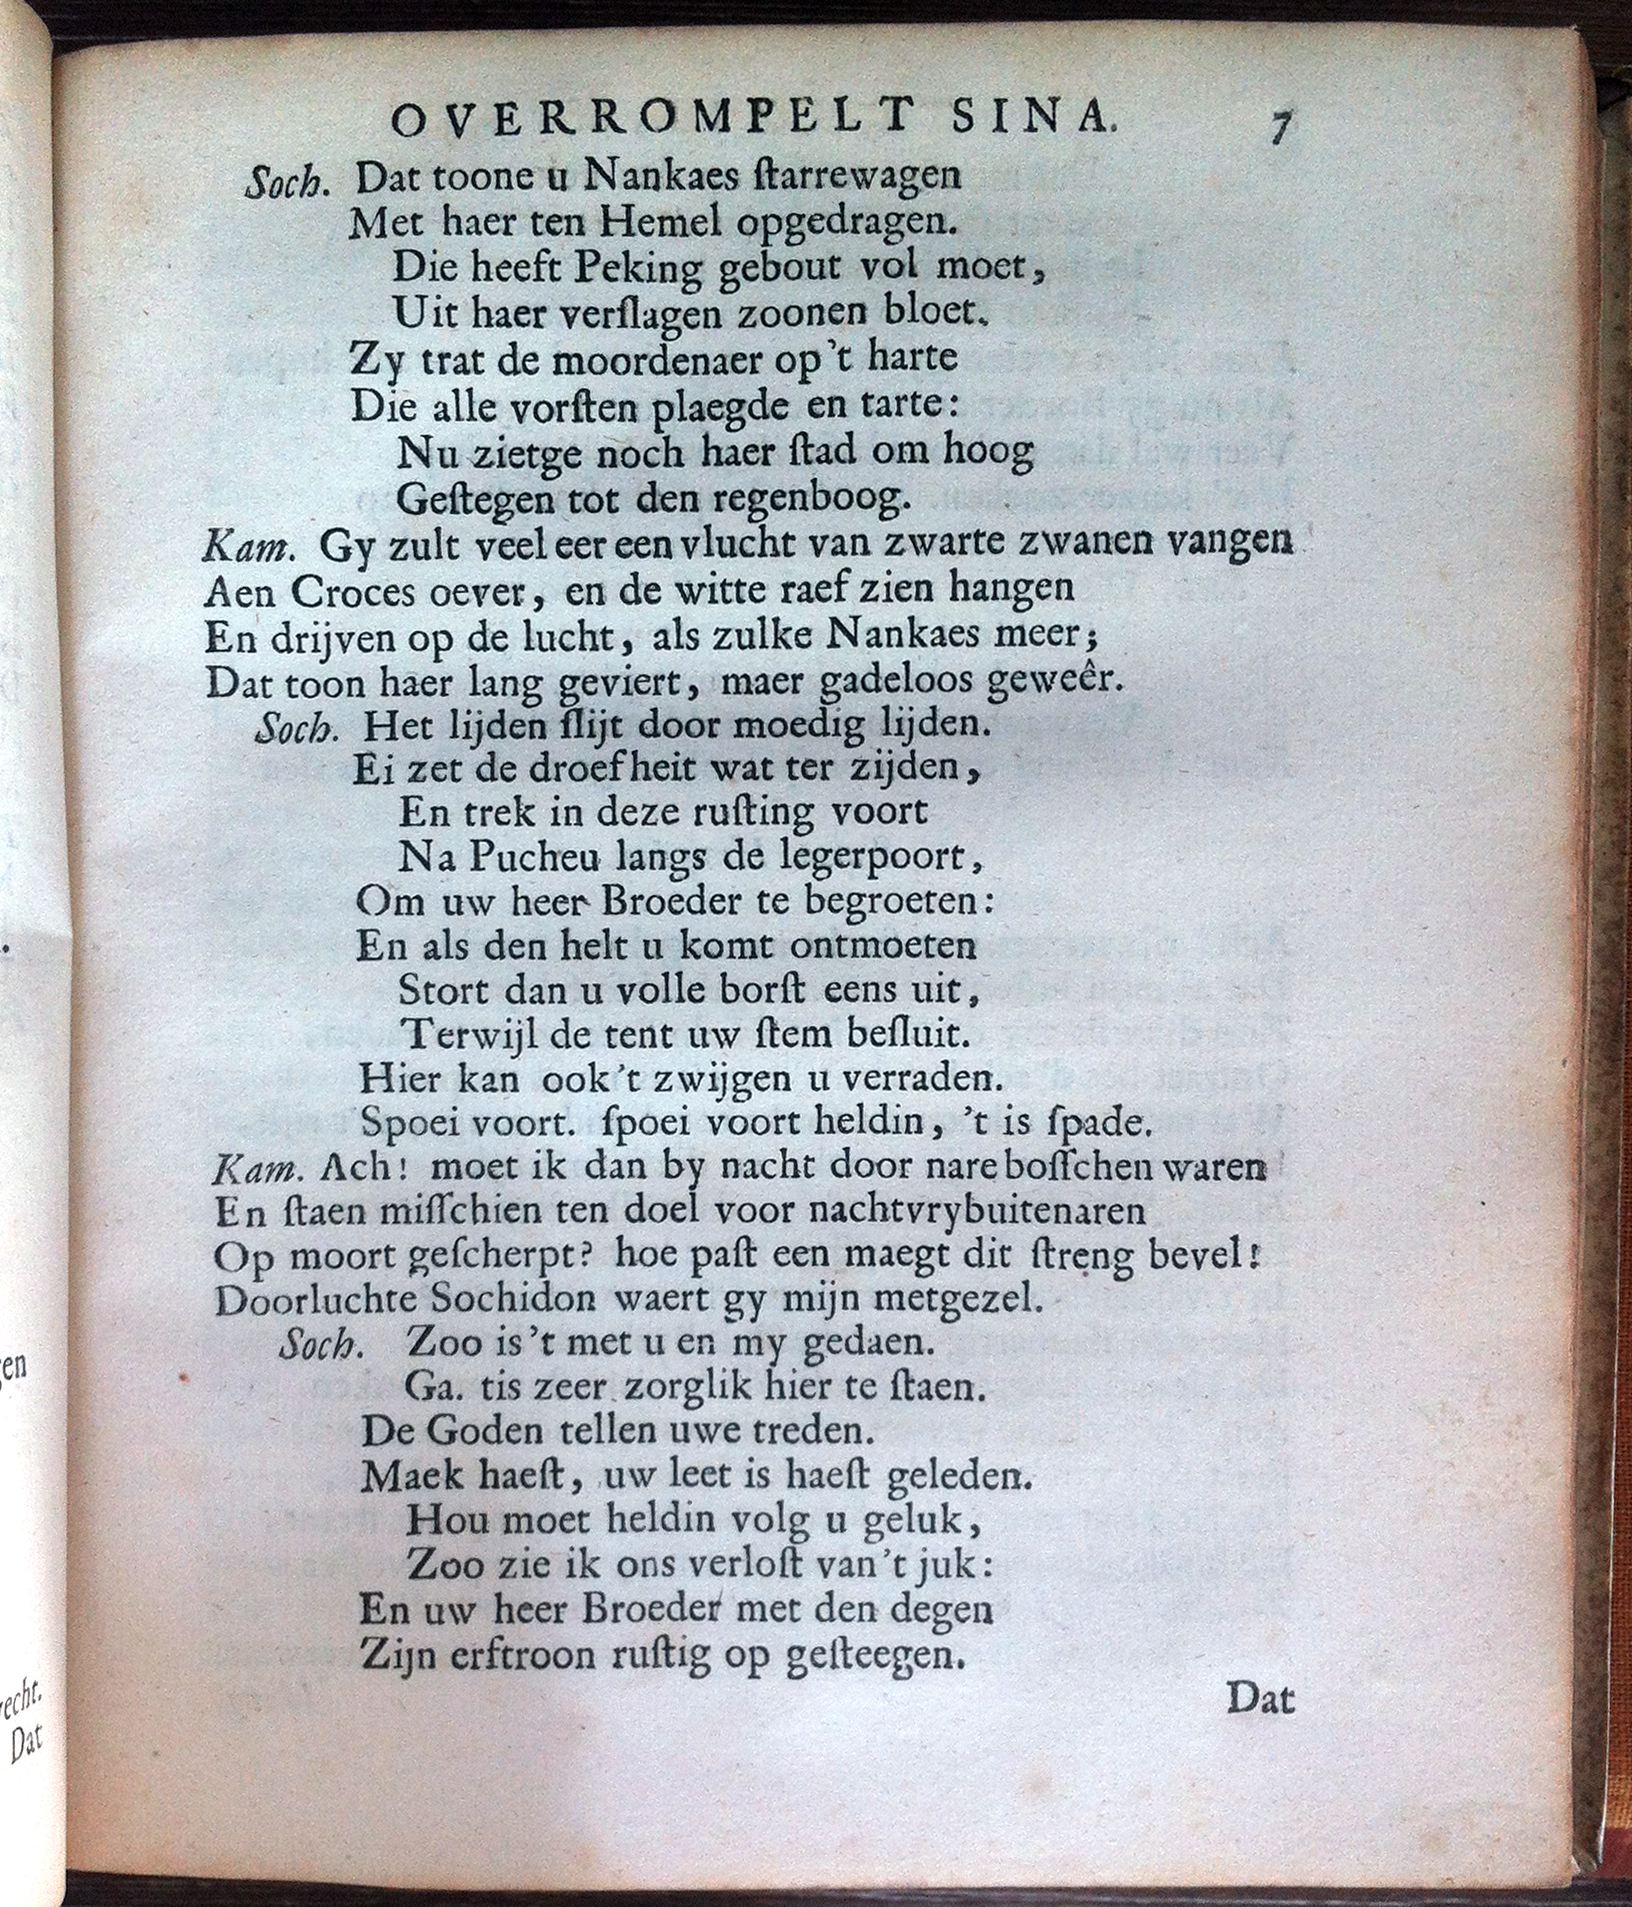 OVERROMPELT SINA. 7
Soch. Dat toone u Nankaes ſtarrewagen
Met haer ten Hemel opgedragen.
Die heeft Peking gebout vol moet,
Uit haer verſlagen zoonen bloet.
Zy trat de moordenaer op't harte
Die alle vorſten plaegde en tarte:
Nu zietge noch haer ſtad om hoog
Geſtegen tot den regenboog.
Kam. Gy zult veel eer een vlucht van zwarte zwanen vangen
Aen Croces oever, en de witte raef zien hangen
En drijven op de lucht, als zulke Nankaes meer;
Dat toon haer lang geviert, maer gadeloos geweêr.
Soch. Het lijden ſlijt door moedig lijden.
Ei zet de droefheit wat ter zijden,
En trek in deze ruſting voort
Na Pucheu langs de legerpoort,
Om uw heer Broeder te begroeten:
En als den helt u komt ontmoeten
Stort dan u volle borſt eens uit,
Terwijl de tent uw ſtem beſluit.
Hier kan ook't zwijgen u verraden.
Spoei voort. ſpoei voort heldin, 't is ſpade.
Kam. Ach! moet ik dan by nacht door nare boſſchen waren
En ſtaen miſſchien ten doel voor nachtvrybuitenaren
Op moort geſcherpt? hoe paſt een maegt dit ſtreng bevel!
Doorluchte Sochidon waert gy mijn metgezel.
Soch. Zoo is't met u en my gedaen.
Ga. tis zeer zorglik hier te ſtaen.
De Goden tellen uwe treden.
Maek haeſt, uw leet is haeſt geleden.
Hou moet heldin volg u geluk,
Zoo zie ik ons verloſt van't juk:
En uw heer Broeder met den degen
Zijn erftroon ruſtig op geſteegen.
Dat